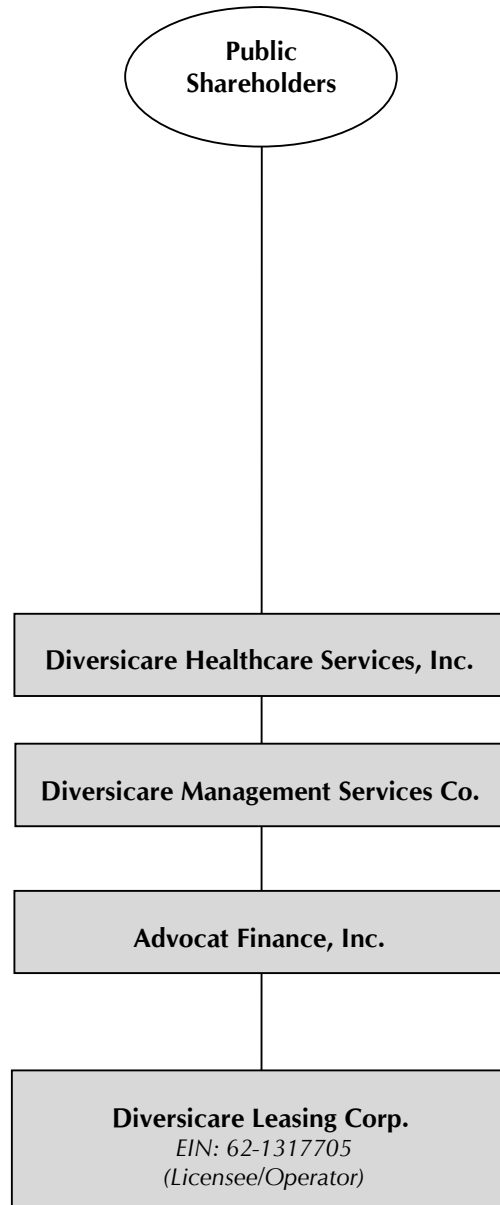 Public
Shareholders
Diversicare Healthcare Services, Inc.
Diversicare Management Services Co.
Advocat Finance, Inc.
Diversicare Leasing Corp.
EIN: 62-1317705
(Licensee/Operator)